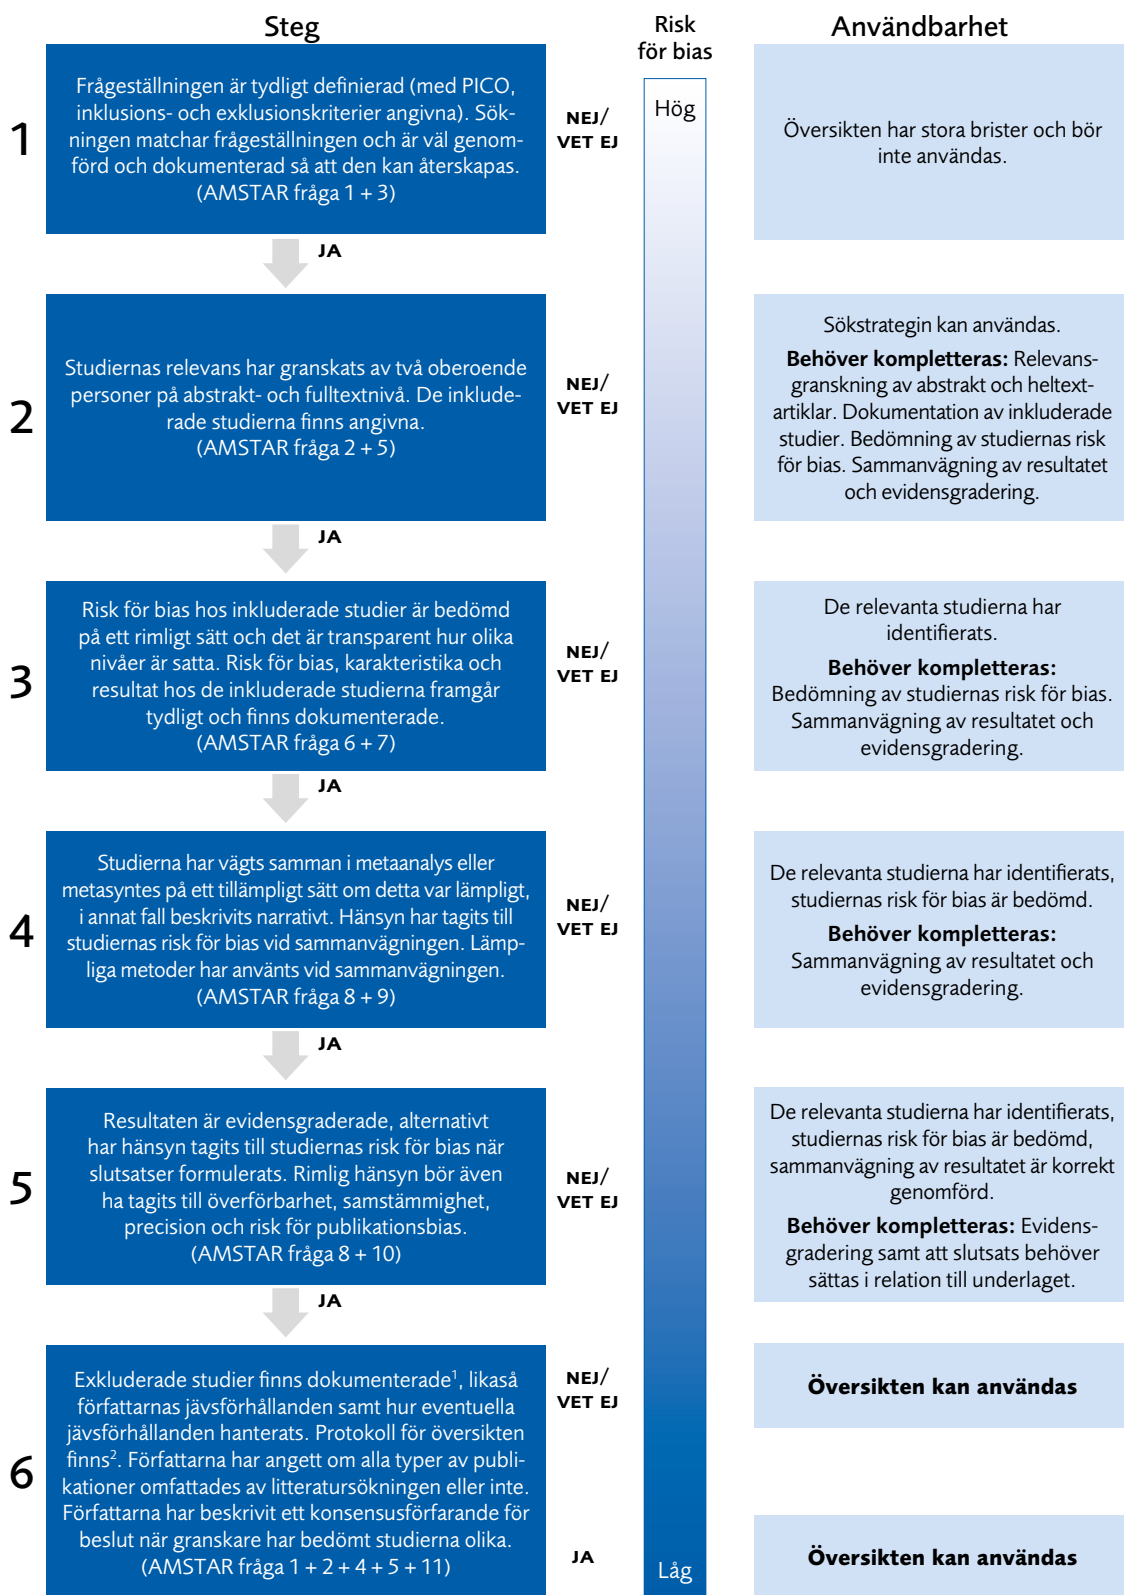 Steg
Risk
för bias
Användbarhet
1
Frågeställningen är tydligt definierad (med PICO,
inklusions- och exklusionskriterier angivna). Sök-
ningen matchar frågeställningen och är väl genom-
förd och dokumenterad så att den kan återskapas.
(AMSTAR fråga 1 + 3)
NEJ/
VET EJ
Hög
Översikten har stora brister och bör
inte användas.
JA
2
Studiernas relevans har granskats av två oberoende
personer på abstrakt- och fulltextnivå. De inklude-
rade studierna finns angivna.
(AMSTAR fråga 2 + 5)
NEJ/
VET EJ
Sökstrategin kan användas.
Behöver kompletteras: Relevans-
granskning av abstrakt och heltext-
artiklar. Dokumentation av inkluderade
studier. Bedömning av studiernas risk
för bias. Sammanvägning av resultatet
och evidensgradering.
JA
3
Risk för bias hos inkluderade studier är bedömd
på ett rimligt sätt och det är transparent hur olika
nivåer är satta. Risk för bias, karakteristika och
resultat hos de inkluderade studierna framgår
tydligt och finns dokumenterade.
(AMSTAR fråga 6 + 7)
NEJ/
VET EJ
De relevanta studierna har
identifierats.
Behöver kompletteras:
Bedömning av studiernas risk för bias.
Sammanvägning av resultatet och
evidensgradering.
JA
4
Studierna har vägts samman i metaanalys eller
metasyntes på ett tillämpligt sätt om detta var lämpligt,
i annat fall beskrivits narrativt. Hänsyn har tagits till
studiernas risk för bias vid sammanvägningen. Lämp-
liga metoder har använts vid sammanvägningen.
(AMSTAR fråga 8 + 9)
NEJ/
VET EJ
De relevanta studierna har identifierats,
studiernas risk för bias är bedömd.
Behöver kompletteras:
Sammanvägning av resultatet och
evidensgradering.
JA
5
Resultaten är evidensgraderade, alternativt
har hänsyn tagits till studiernas risk för bias när
slutsatser formulerats. Rimlig hänsyn bör även
ha tagits till överförbarhet, samstämmighet,
precision och risk för publikationsbias.
(AMSTAR fråga 8 + 10)
NEJ/
VET EJ
De relevanta studierna har identifierats,
studiernas risk för bias är bedömd,
sammanvägning av resultatet är korrekt
genomförd.
Behöver kompletteras: Evidens-
gradering samt att slutsats behöver
sättas i relation till underlaget.
JA
6
Exkluderade studier finns dokumenterade¹, likaså
författarnas jävsförhållanden samt hur eventuella
jävsförhållanden hanterats. Protokoll för översikten
finns². Författarna har angett om alla typer av publi-
kationer omfattades av litteratursökningen eller inte.
Författarna har beskrivit ett konsensusförfarande för
beslut när granskare har bedömt studierna olika.
(AMSTAR fråga 1 + 2 + 4 + 5 + 11)
NEJ/
VET EJ
Översikten kan användas
JA
Låg
Översikten kan användas